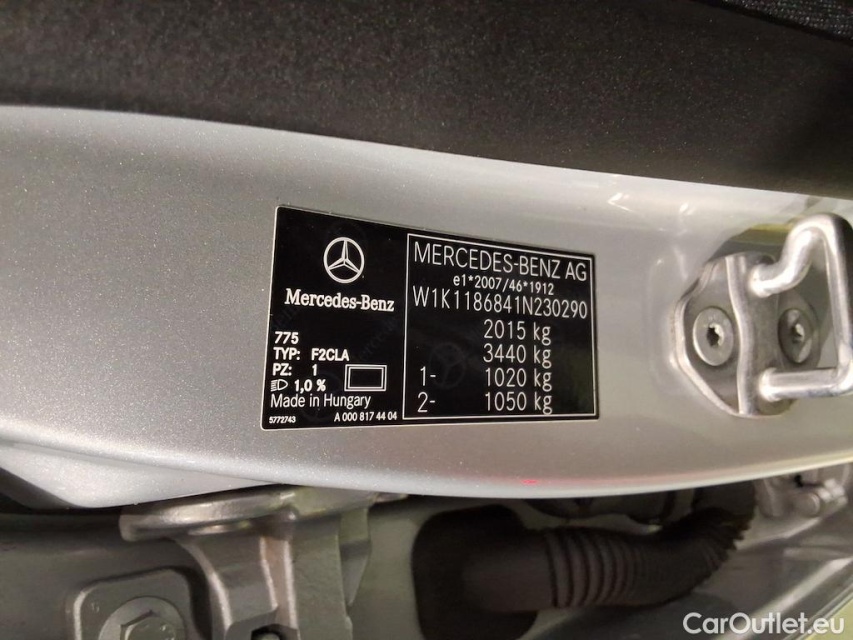 Mercedes-Benz
775
TYP: F2CLA
PZ: 1
1,0 %
Made in Hungary
5772743 A 000 817 44 04
MERCEDES-BENZ AG
e1*2007/46*1912
W1K1186841N230290
2015 kg
3440 kg
1- 1020 kg
2- 1050 kg
CarOutlet.eu